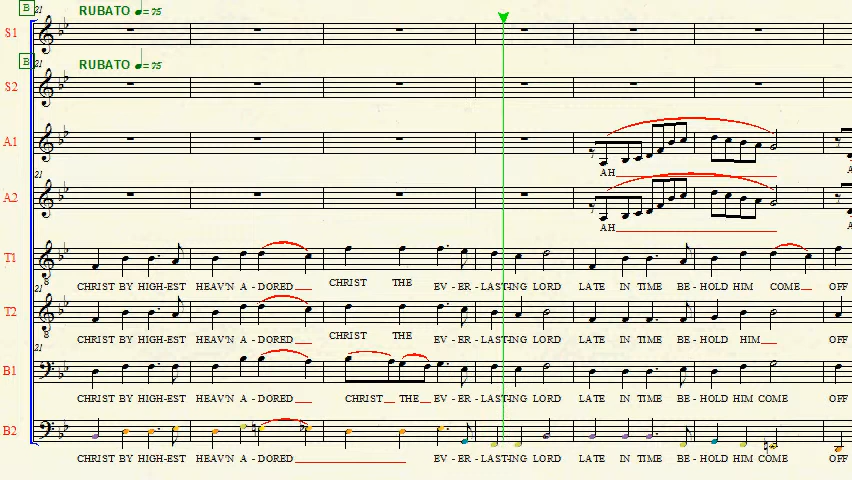 B 21 RUBATO ♩= 75
S1
B RUBATO ♩= 75
S2
A1
AH
A2
AH
T1
CHRIST BY HIGH-EST HEAV'N A - DORED CHRIST THE EV - ER - LAST-ING LORD LATE IN TIME BE - HOLD HIM COME OFF
21
T2
CHRIST BY HIGH-EST HEAV'N A - DORED CHRIST THE EV - ER - LAST-ING LORD LATE IN TIME BE - HOLD HIM OFF
21
B1
CHRIST BY HIGH-EST HEAV'N A - DORED CHRIST THE EV - ER - LAST-ING LORD LATE IN TIME BE - HOLD HIM COME OFF
B2
CHRIST BY HIGH-EST HEAV'N A - DORED EV - ER - LAST-ING LORD LATE IN TIME BE - HOLD HIM COME OFF